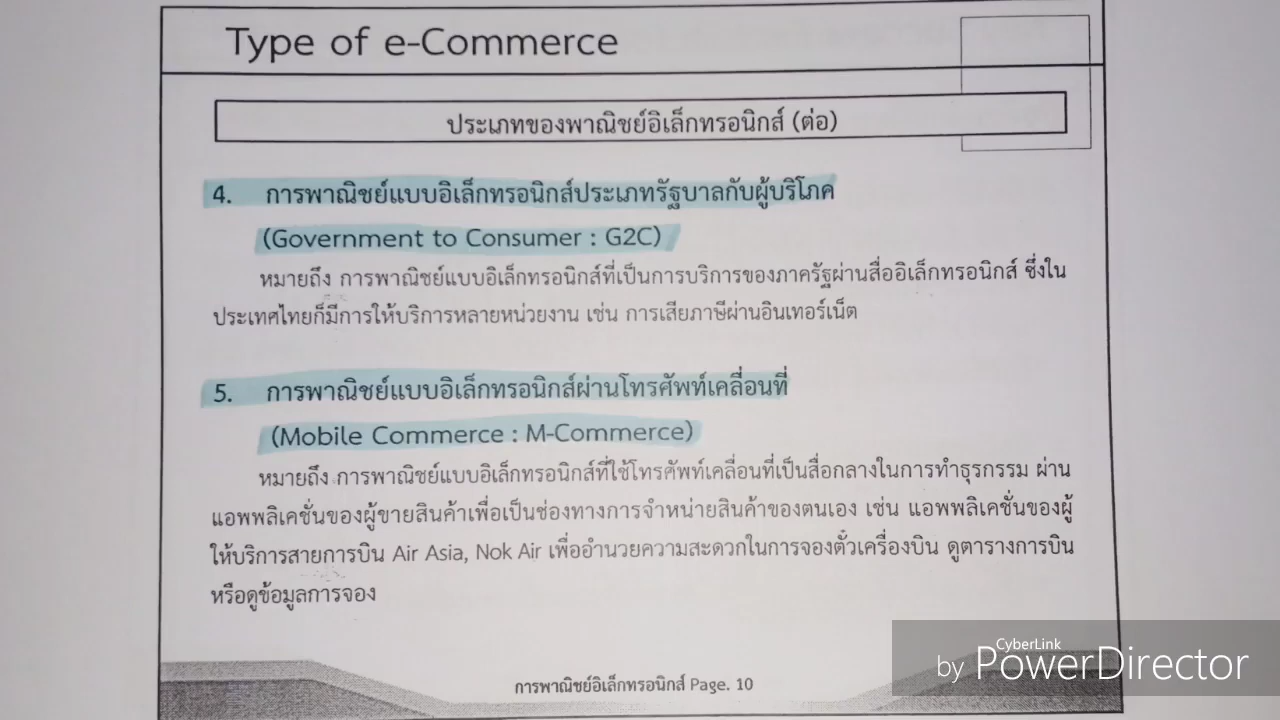 Type of e-Commerce
ประเภทของพาณิชย์อิเล็กทรอนิกส์ (ต่อ)
4. การพาณิชย์แบบอิเล็กทรอนิกส์ประเภทรัฐบาลกับผู้บริโภค
(Government to Consumer : G2C)
หมายถึง การพาณิชย์แบบอิเล็กทรอนิกส์ที่เป็นการบริการของภาครัฐผ่านสื่ออิเล็กทรอนิกส์ ซึ่งใน
ประเทศไทยก็มีการให้บริการหลายหน่วยงาน เช่น การเสียภาษีผ่านอินเทอร์เน็ต
5. การพาณิชย์แบบอิเล็กทรอนิกส์ผ่านโทรศัพท์เคลื่อนที่
(Mobile Commerce : M-Commerce)
หมายถึง การพาณิชย์แบบอิเล็กทรอนิกส์ที่ใช้โทรศัพท์เคลื่อนที่เป็นสื่อกลางในการทำธุรกรรม ผ่าน
แอพพลิเคชั่นของผู้ขายสินค้าเพื่อเป็นช่องทางการจำหน่ายสินค้าของตนเอง เช่น แอพพลิเคชั่นของผู้
ให้บริการสายการบิน Air Asia, Nok Air เพื่ออำนวยความสะดวกในการจองตั๋วเครื่องบิน ดูตารางการบิน
หรือดูข้อมูลการจอง
การพาณิชย์อิเล็กทรอนิกส์ Page. 10
CyberLink
by PowerDirector